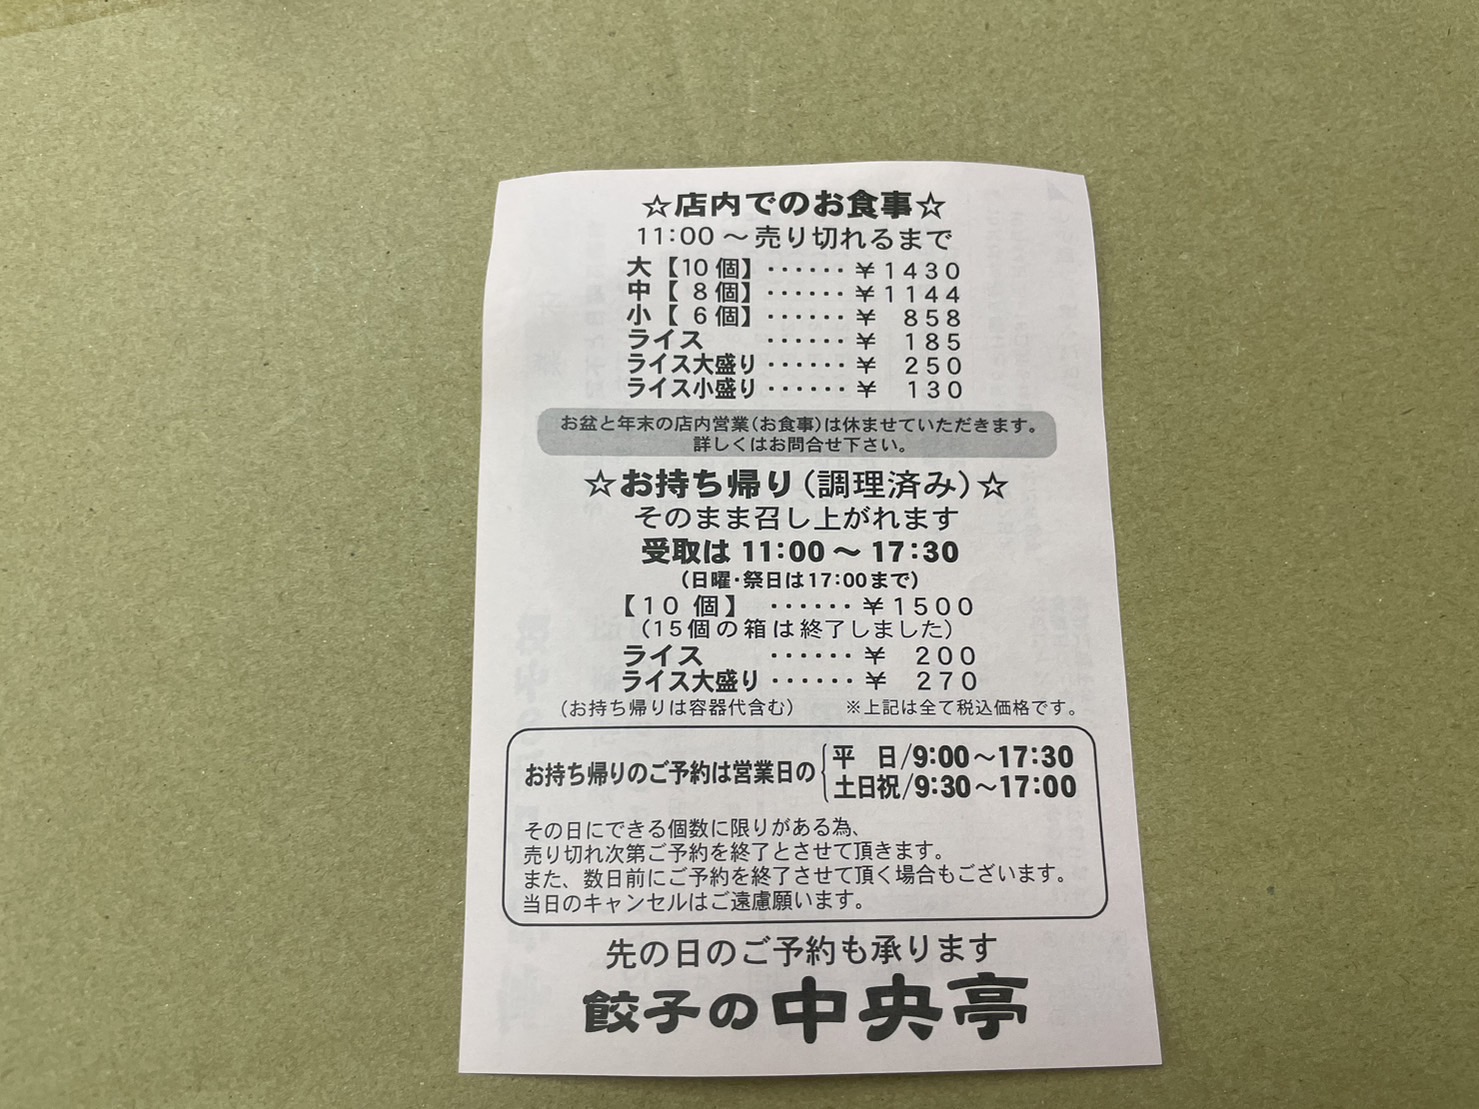 ☆店内でのお食事☆
11:00 ～ 売り切れるまで
大【10個】‥‥‥￥1430
中【 8個】‥‥‥￥1144
小【 6個】‥‥‥￥ 858
ライス ‥‥‥￥ 185
ライス大盛り‥‥‥￥ 250
ライス小盛り‥‥‥￥ 130
お盆と年末の店内営業(お食事)は休ませていただきます。
詳しくはお問合せ下さい。
☆お持ち帰り(調理済み)☆
そのまま召し上がれます
受取は 11:00 ～ 17:30
(日曜・祭日は17:00まで)
【10 個】 ‥‥‥￥1500
(15個の箱は終了しました)
ライス ‥‥‥￥ 200
ライス大盛り‥‥‥￥ 270
(お持ち帰りは容器代含む) ※上記は全て税込価格です。
お持ち帰りのご予約は営業日の{平 日/9:00～17:30
土日祝/9:30～17:00
その日にできる個数に限りがある為、
売り切れ次第ご予約を終了とさせて頂きます。
また、数日前にご予約を終了させて頂く場合もございます。
当日のキャンセルはご遠慮願います。
先の日のご予約も承ります
餃子の中央亭